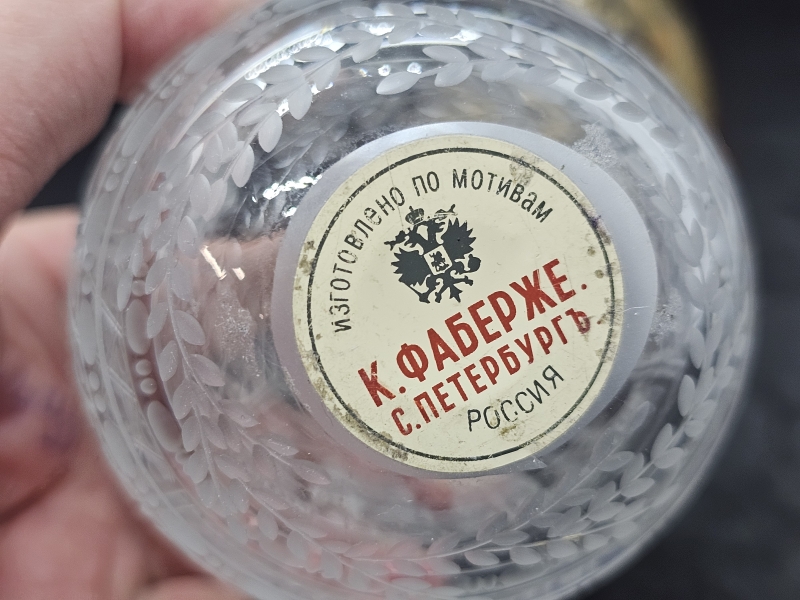 ИЗГОТОВЛЕНО ПО МОТИВАМ
К. ФАБЕРЖЕ.
С.ПЕТЕРБУРГЪ
РОССИЯ